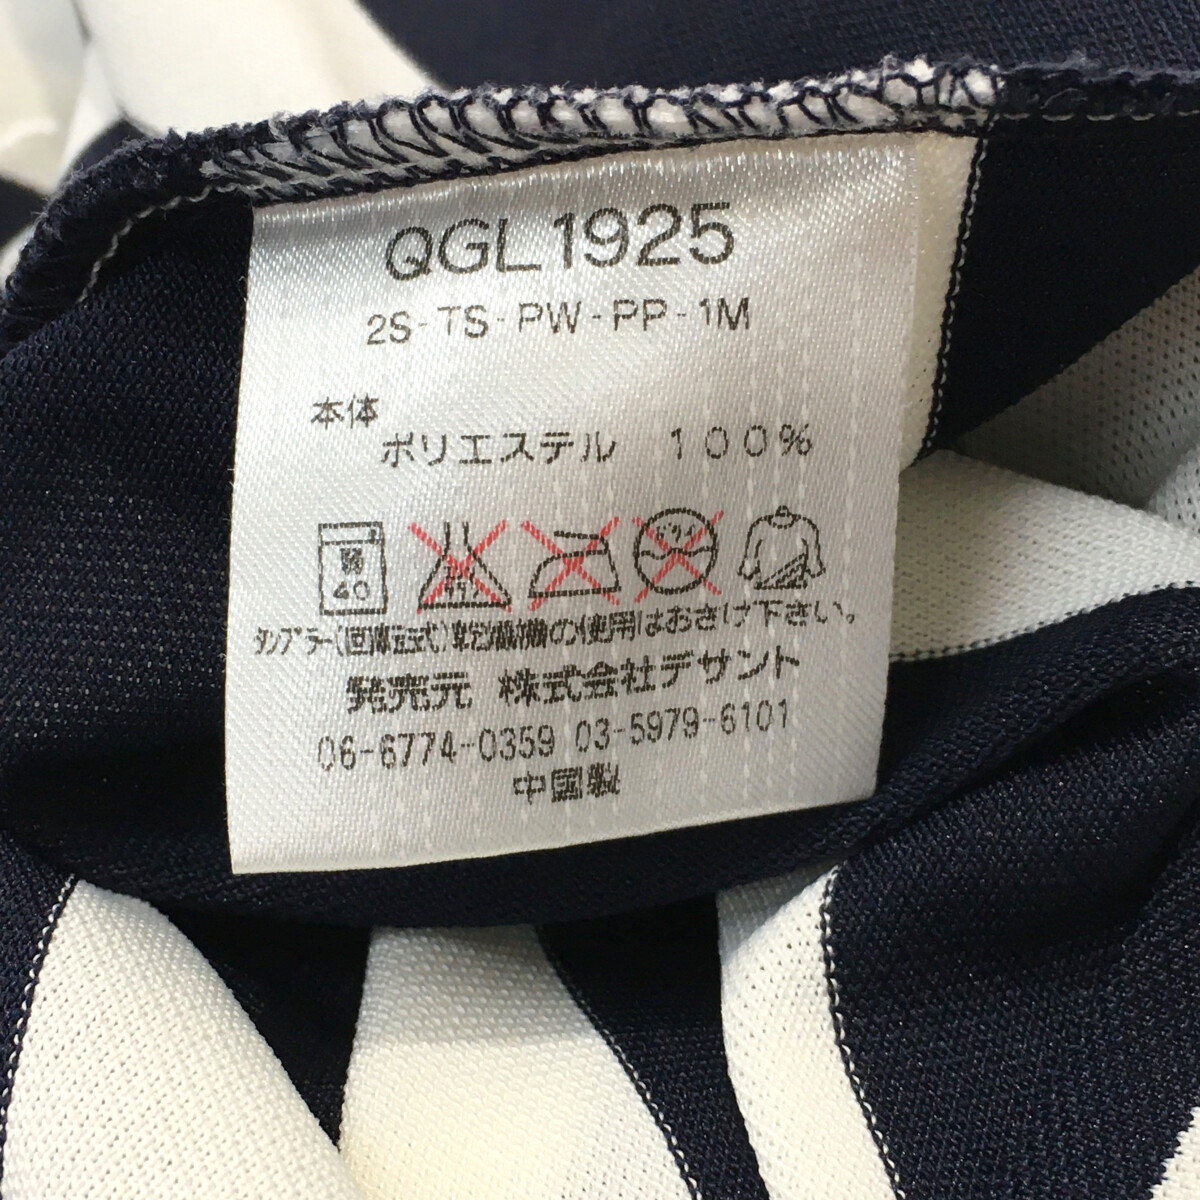 QGL1925
2S-TS-PW-PP-1M
本体
ポリエステル 100%
弱
40
タンブラー(回転式)乾燥機の使用はおさけ下さい。
発売元 株式会社デサント
06-6774-0359 03-5979-6101
中国製